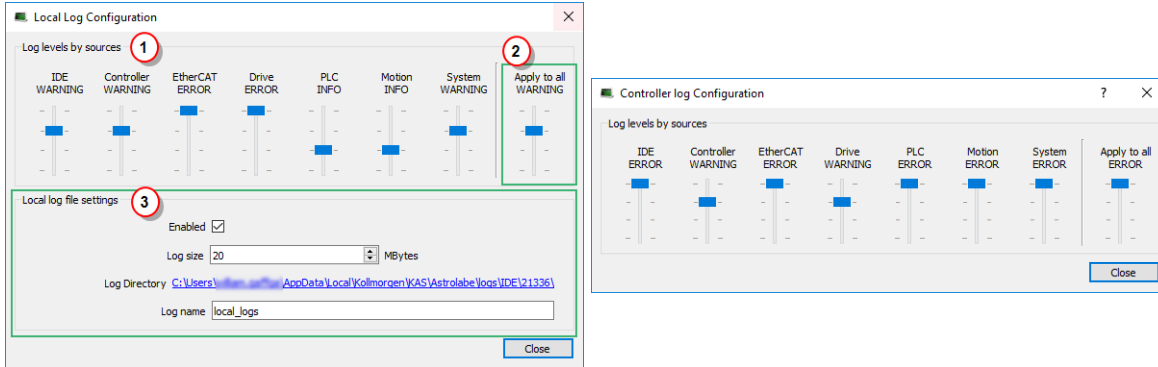 Local Log Configuration
Log levels by sources
1
2
IDE WARNING
Controller WARNING
EtherCAT ERROR
Drive ERROR
PLC INFO
Motion INFO
System WARNING
Apply to all WARNING
Local log file settings
3
Enabled
Log size 20 MBytes
Log Directory C:\Users\ \AppData\Local\Kollmorgen\KAS\Astrolabe\logs\IDE\21336\
Log name local_logs
Close
Controller log Configuration
?
Log levels by sources
IDE ERROR
Controller WARNING
EtherCAT ERROR
Drive WARNING
PLC ERROR
Motion ERROR
System ERROR
Apply to all ERROR
Close